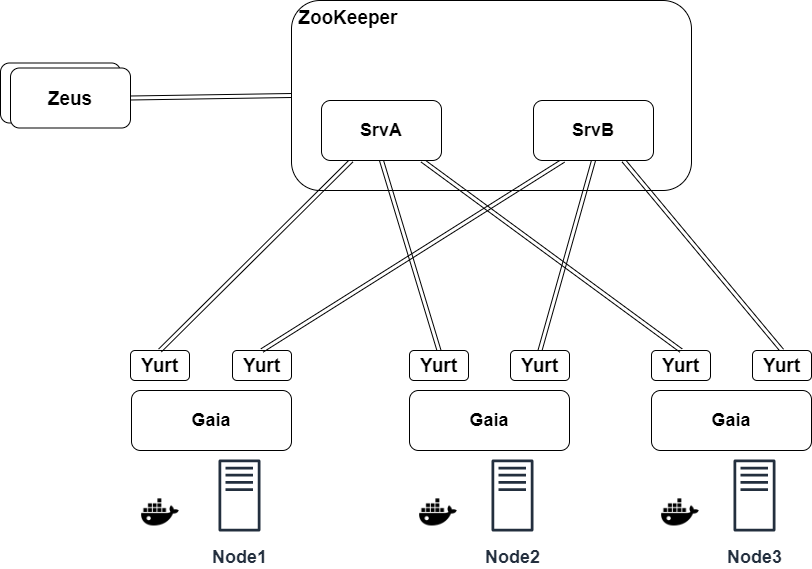 ZooKeeper
Zeus
SrvA
SrvB
Yurt
Yurt
Yurt
Yurt
Yurt
Yurt
Gaia
Gaia
Gaia
Node1
Node2
Node3